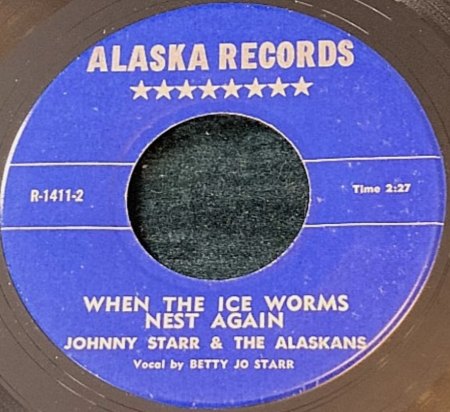 ALASKA RECORDS
★★★★★★★★
R-1411-2
Time 2:27
WHEN THE ICE WORMS
NEST AGAIN
JOHNNY STARR & THE ALASKANS
Vocal by BETTY JO STARR